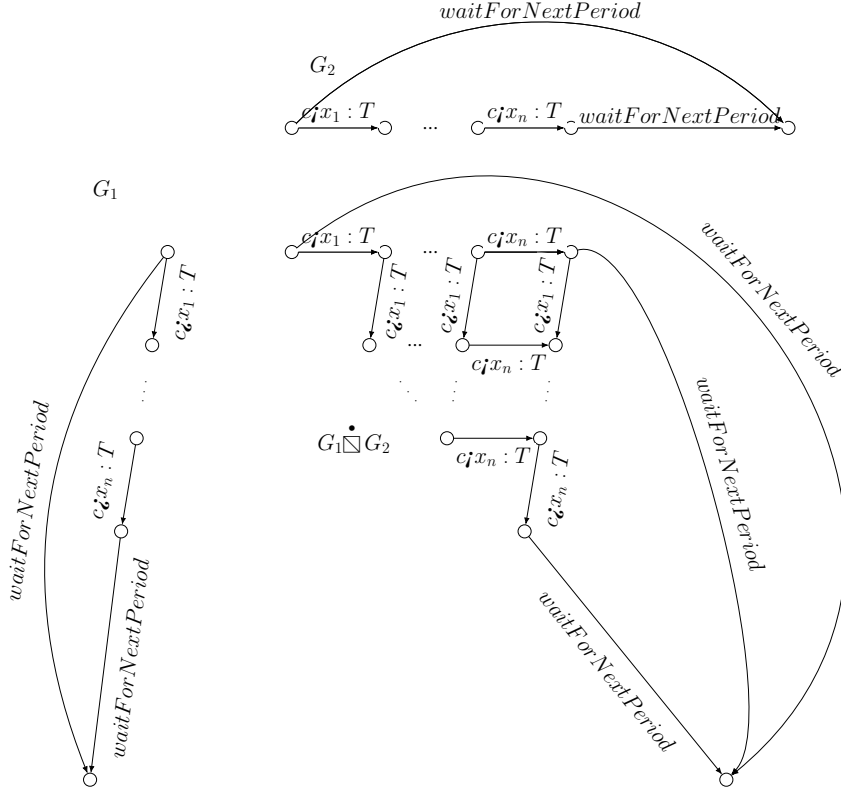 waitForNextPeriod
G₂
c¡x₁ : T ... c¡xₙ : T waitForNextPeriod
G₁
c¡x₁ : T ... c¡xₙ : T
waitForNextPeriod
c¿x₁ : T
c¿x₁ : T
c¿x₁ : T
c¿x₁ : T
...
c¡xₙ : T
waitForNextPeriod
waitForNextPeriod
G₁ G₂
c¡xₙ : T
c¿xₙ : T
c¿xₙ : T
waitForNextPeriod
waitForNextPeriod